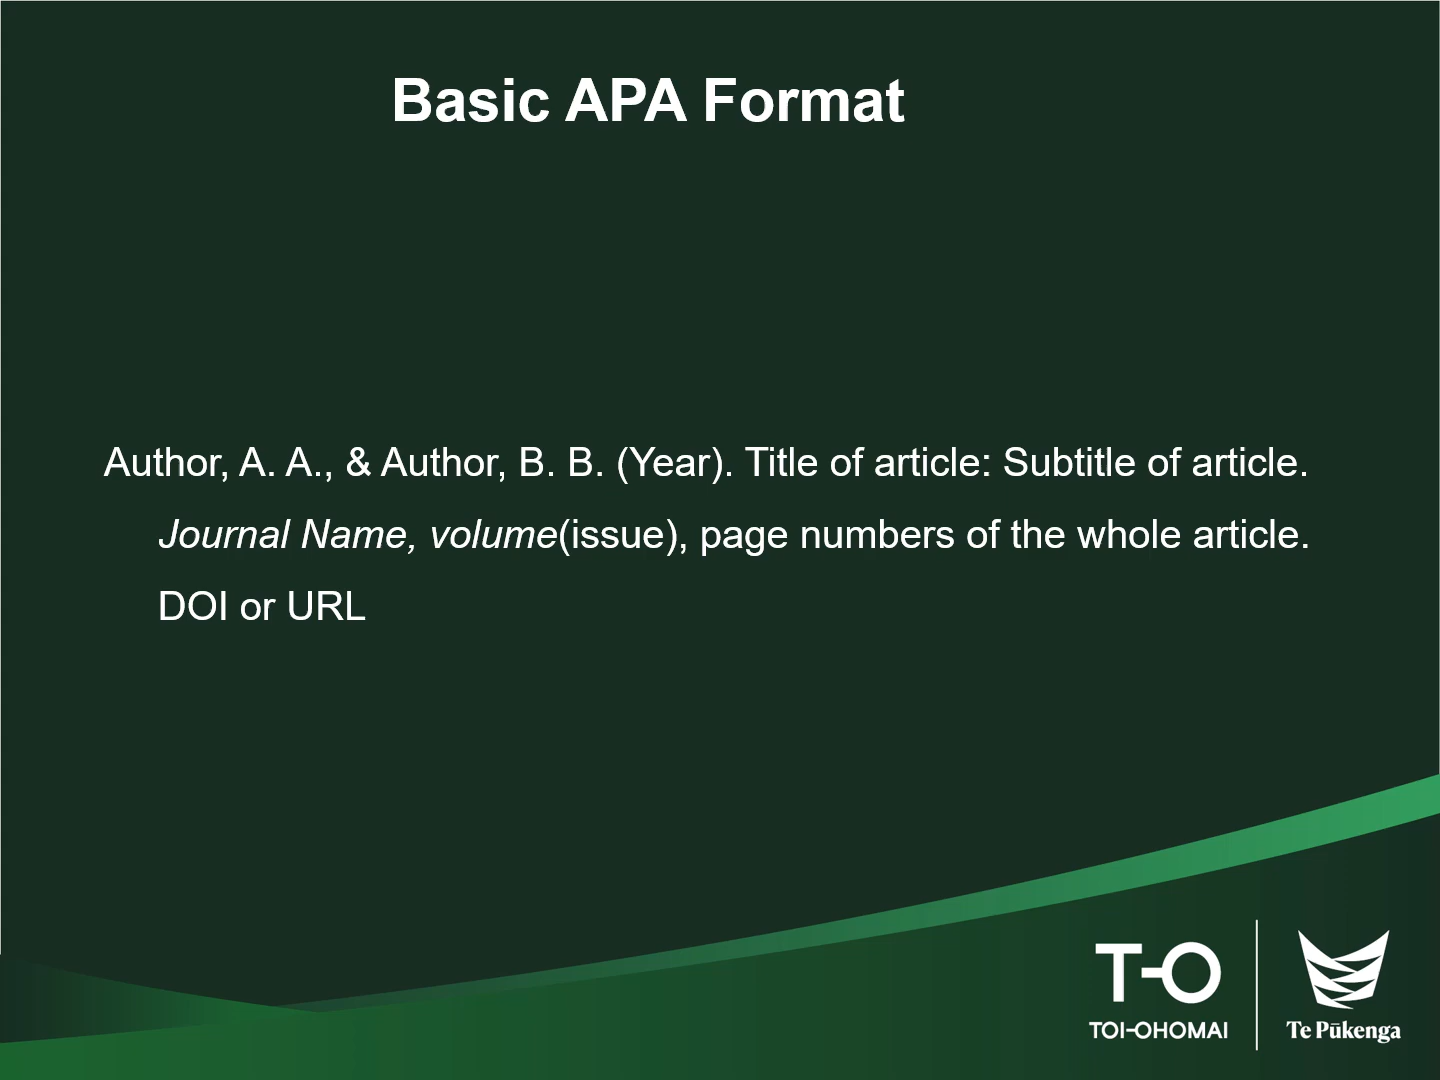 Basic APA Format
Author, A. A., & Author, B. B. (Year). Title of article: Subtitle of article.
Journal Name, volume(issue), page numbers of the whole article.
DOI or URL
T-O
TOI-OHOMAI
Te Pūkenga